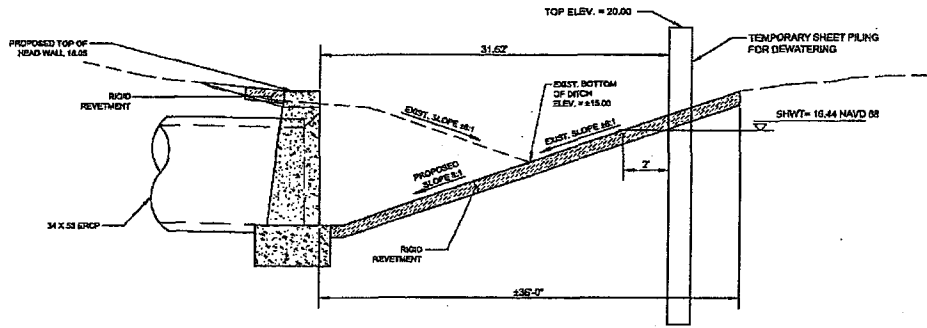 TOP ELEV. = 20.00
PROPOSED TOP OF
HEAD WALL 18.05
31.62'
TEMPORARY SHEET PILING
FOR DEWATERING
EXIST. BOTTOM
OF DITCH
ELEV. = ±15.00
RIGID
REVETMENT
EXIST. SLOPE ±6:1
EXIST. SLOPE ±6:1
SHWT= 16.44 NAVD 88
2'
PROPOSED
SLOPE
34 X 53 ERCP
RIGID
REVETMENT
±36'-0"